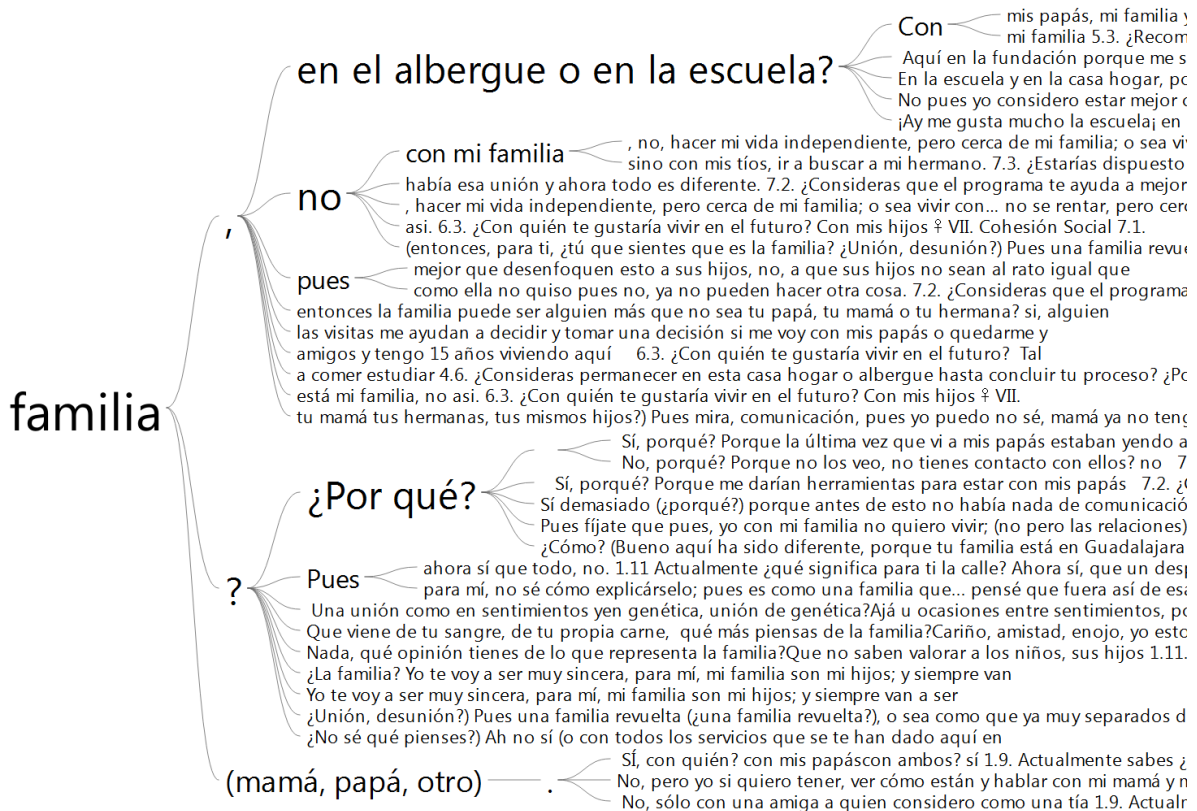 familia
,
en el albergue o en la escuela?
Con
mis papás, mi familia y
mi familia 5.3. ¿Recom
Aquí en la fundación porque me s
En la escuela y en la casa hogar, po
No pues yo considero estar mejor c
¡Ay me gusta mucho la escuela¡ en
no
con mi familia
, no, hacer mi vida independiente, pero cerca de mi familia; o sea viv
sino con mis tíos, ir a buscar a mi hermano. 7.3. ¿Estarías dispuesto
había esa unión y ahora todo es diferente. 7.2. ¿Consideras que el programa te ayuda a mejor
, hacer mi vida independiente, pero cerca de mi familia; o sea vivir con... no se rentar, pero cerc
asi. 6.3. ¿Con quién te gustaría vivir en el futuro? Con mis hijos ♀ VII. Cohesión Social 7.1.
(entonces, para ti, ¿tú que sientes que es la familia? ¿Unión, desunión?) Pues una familia revue
pues
mejor que desenfoquen esto a sus hijos, no, a que sus hijos no sean al rato igual que
como ella no quiso pues no, ya no pueden hacer otra cosa. 7.2. ¿Consideras que el programa
entonces la familia puede ser alguien más que no sea tu papá, tu mamá o tu hermana? si, alguien
las visitas me ayudan a decidir y tomar una decisión si me voy con mis papás o quedarme y
amigos y tengo 15 años viviendo aquí 6.3. ¿Con quién te gustaría vivir en el futuro? Tal
a comer estudiar 4.6. ¿Consideras permanecer en esta casa hogar o albergue hasta concluir tu proceso? ¿Po
está mi familia, no asi. 6.3. ¿Con quién te gustaría vivir en el futuro? Con mis hijos ♀ VII.
tu mamá tus hermanas, tus mismos hijos?) Pues mira, comunicación, pues yo puedo no sé, mamá ya no teng
?
¿Por qué?
Sí, porqué? Porque la última vez que vi a mis papás estaban yendo a
No, porqué? Porque no los veo, no tienes contacto con ellos? no 7
Sí, porqué? Porque me darían herramientas para estar con mis papás 7.2. ¿C
Sí demasiado (¿porqué?) porque antes de esto no había nada de comunicació
Pues fíjate que pues, yo con mi familia no quiero vivir; (no pero las relaciones)
¿Cómo? (Bueno aquí ha sido diferente, porque tu familia está en Guadalajara
Pues
ahora sí que todo, no. 1.11 Actualmente ¿qué significa para ti la calle? Ahora sí, que un desp
para mí, no sé cómo explicárselo; pues es como una familia que... pensé que fuera así de esa
Una unión como en sentimientos yen genética, unión de genética?Ajá u ocasiones entre sentimientos, po
Que viene de tu sangre, de tu propia carne, qué más piensas de la familia?Cariño, amistad, enojo, yo esto
Nada, qué opinión tienes de lo que representa la familia?Que no saben valorar a los niños, sus hijos 1.11.
¿La familia? Yo te voy a ser muy sincera, para mí, mi familia son mi hijos; y siempre van
Yo te voy a ser muy sincera, para mí, mi familia son mi hijos; y siempre van a ser
¿Unión, desunión?) Pues una familia revuelta (¿una familia revuelta?), o sea como que ya muy separados d
¿No sé qué pienses?) Ah no sí (o con todos los servicios que se te han dado aquí en
(mamá, papá, otro)
.
SÍ, con quién? con mis papáscon ambos? sí 1.9. Actualmente sabes ¿
No, pero yo si quiero tener, ver cómo están y hablar con mi mamá y m
No, sólo con una amiga a quien considero como una tía 1.9. Actualm